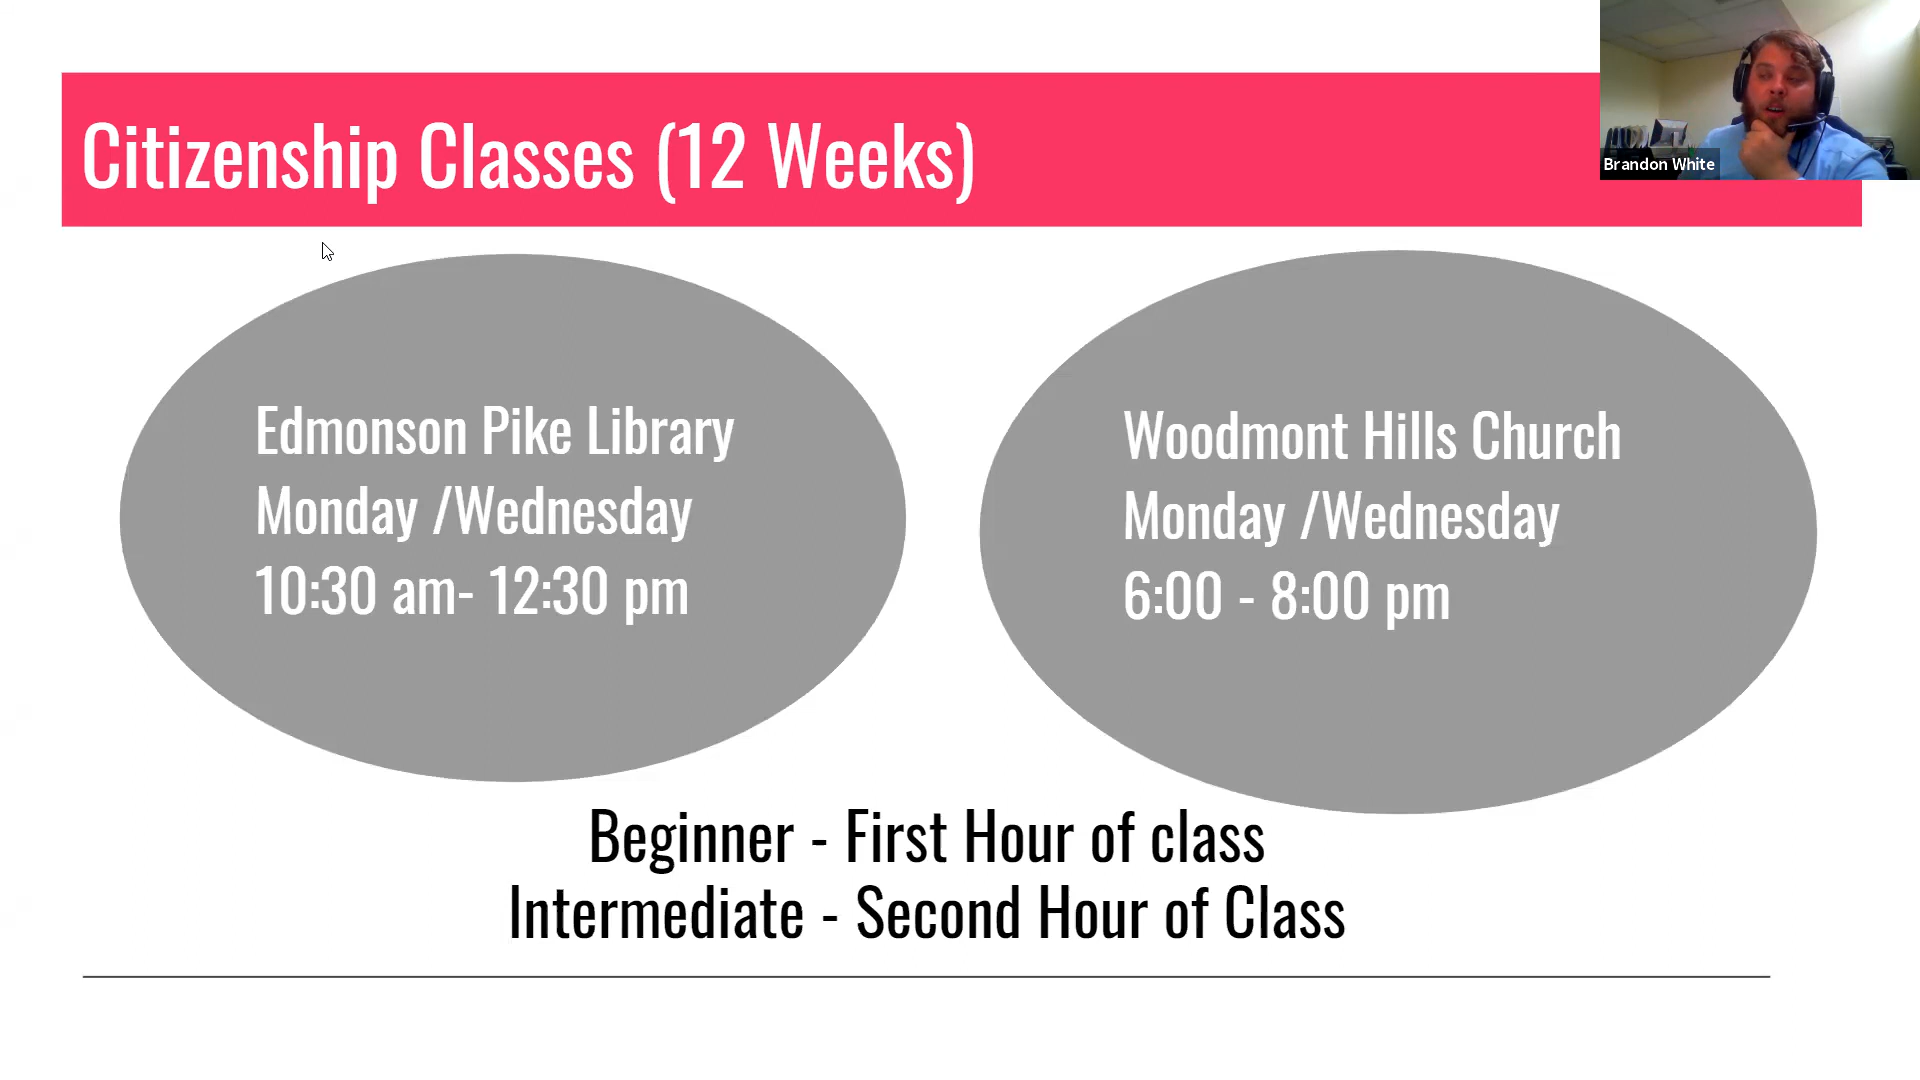 Citizenship Classes (12 Weeks)
Brandon White
Edmonson Pike Library
Monday /Wednesday
10:30 am- 12:30 pm
Woodmont Hills Church
Monday /Wednesday
6:00 - 8:00 pm
Beginner - First Hour of class
Intermediate - Second Hour of Class